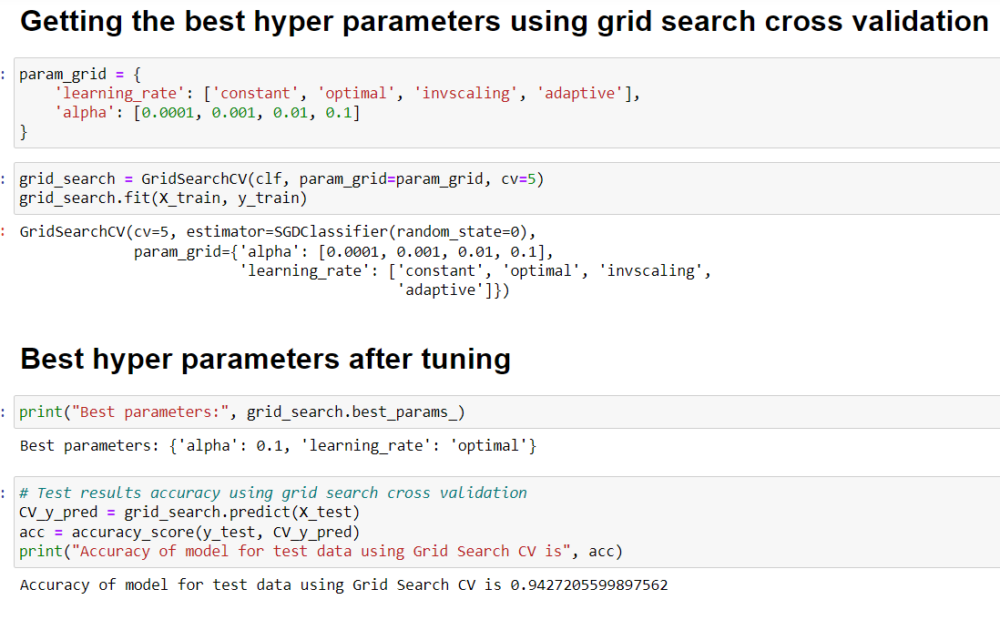 Getting the best hyper parameters using grid search cross validation
: param_grid = {
    'learning_rate': ['constant', 'optimal', 'invscaling', 'adaptive'],
    'alpha': [0.0001, 0.001, 0.01, 0.1]
}
: grid_search = GridSearchCV(clf, param_grid=param_grid, cv=5)
grid_search.fit(X_train, y_train)
: GridSearchCV(cv=5, estimator=SGDClassifier(random_state=0),
             param_grid={'alpha': [0.0001, 0.001, 0.01, 0.1],
                         'learning_rate': ['constant', 'optimal', 'invscaling',
                                           'adaptive']})
Best hyper parameters after tuning
: print("Best parameters:", grid_search.best_params_)
Best parameters: {'alpha': 0.1, 'learning_rate': 'optimal'}
: # Test results accuracy using grid search cross validation
CV_y_pred = grid_search.predict(X_test)
acc = accuracy_score(y_test, CV_y_pred)
print("Accuracy of model for test data using Grid Search CV is", acc)
Accuracy of model for test data using Grid Search CV is 0.9427205599897562